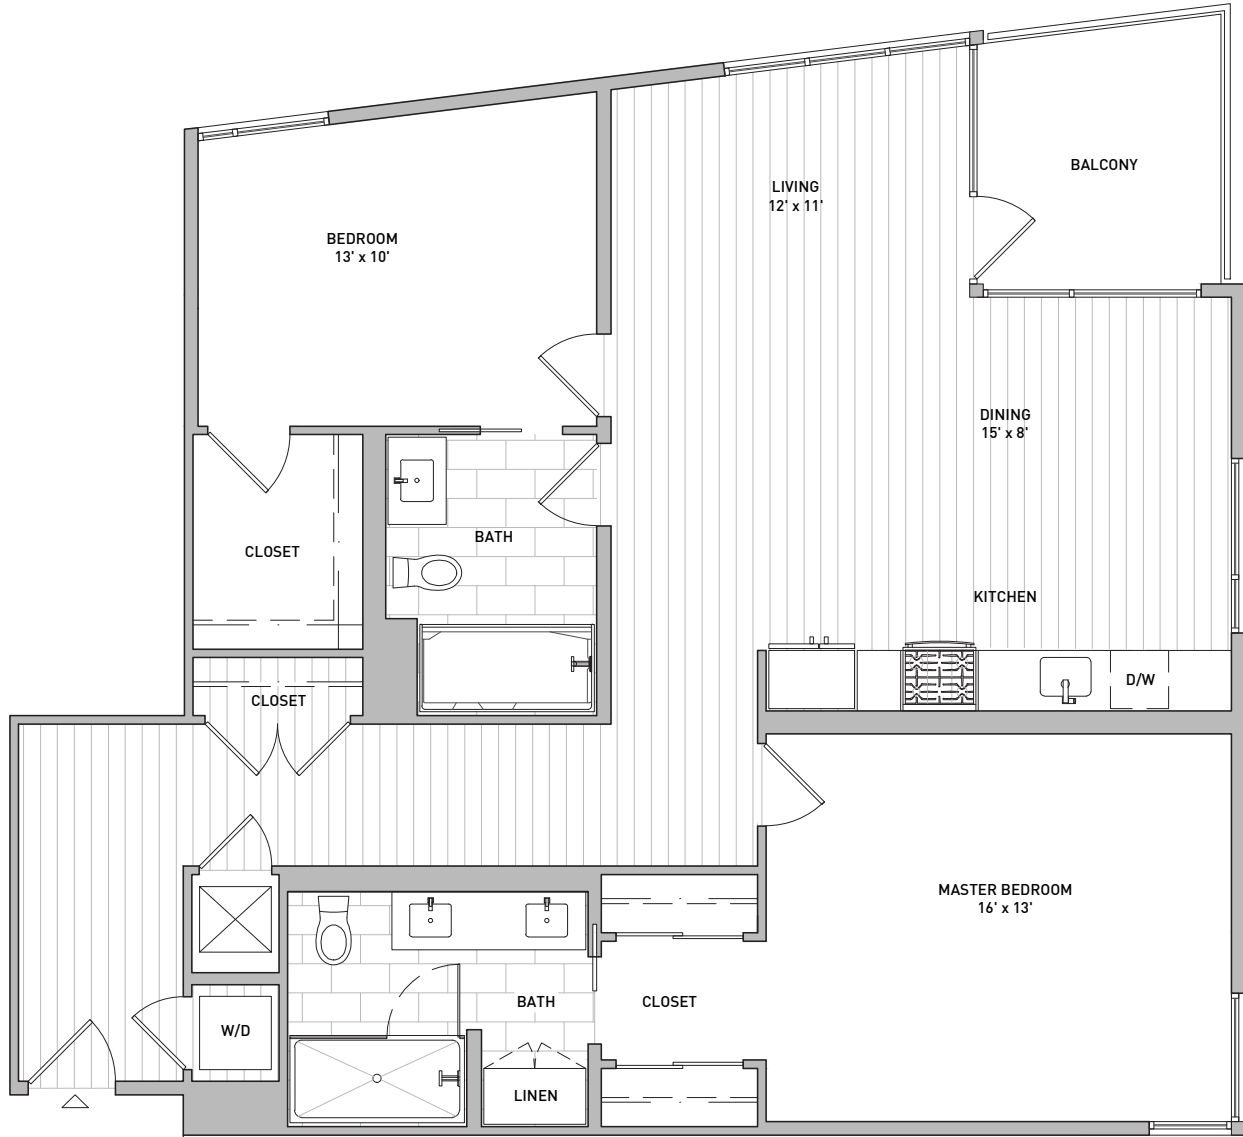 BALCONY
LIVING
12' x 11'
BEDROOM
13' x 10'
DINING
15' x 8'
BATH
CLOSET
KITCHEN
D/W
CLOSET
MASTER BEDROOM
16' x 13'
BATH
CLOSET
W/D
LINEN